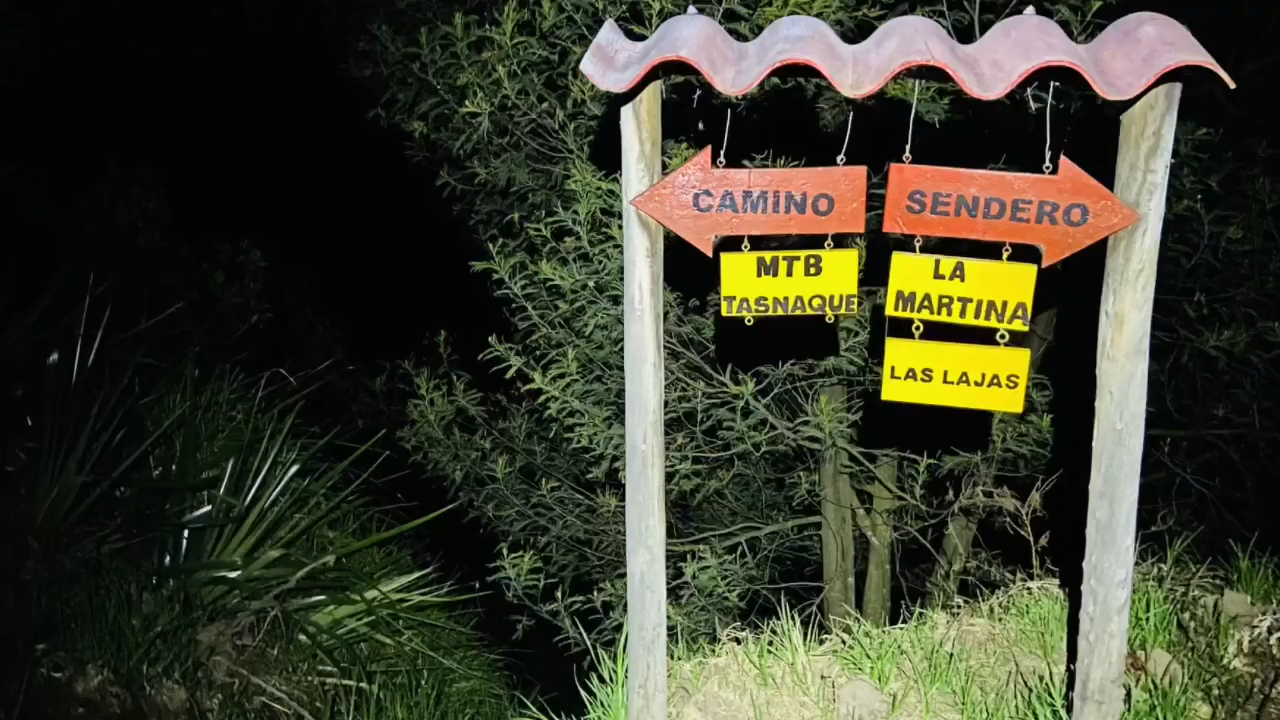 CAMINO
MTB
TASNAQUE
SENDERO
LA
MARTINA
LAS LAJAS